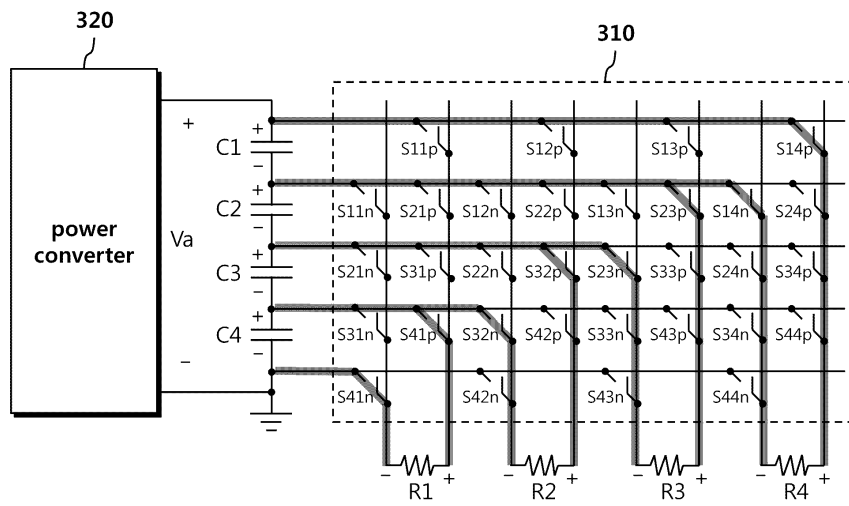 320
310
power
converter
+
Va
−
+
C1
−
+
C2
−
+
C3
−
+
C4
−
S11p S12p S13p S14p
S11n S21p S12n S22p S13n S23p S14n S24p
S21n S31p S22n S32p S23n S33p S24n S34p
S31n S41p S32n S42p S33n S43p S34n S44p
S41n S42n S43n S44n
− + − + − + − +
R1 R2 R3 R4